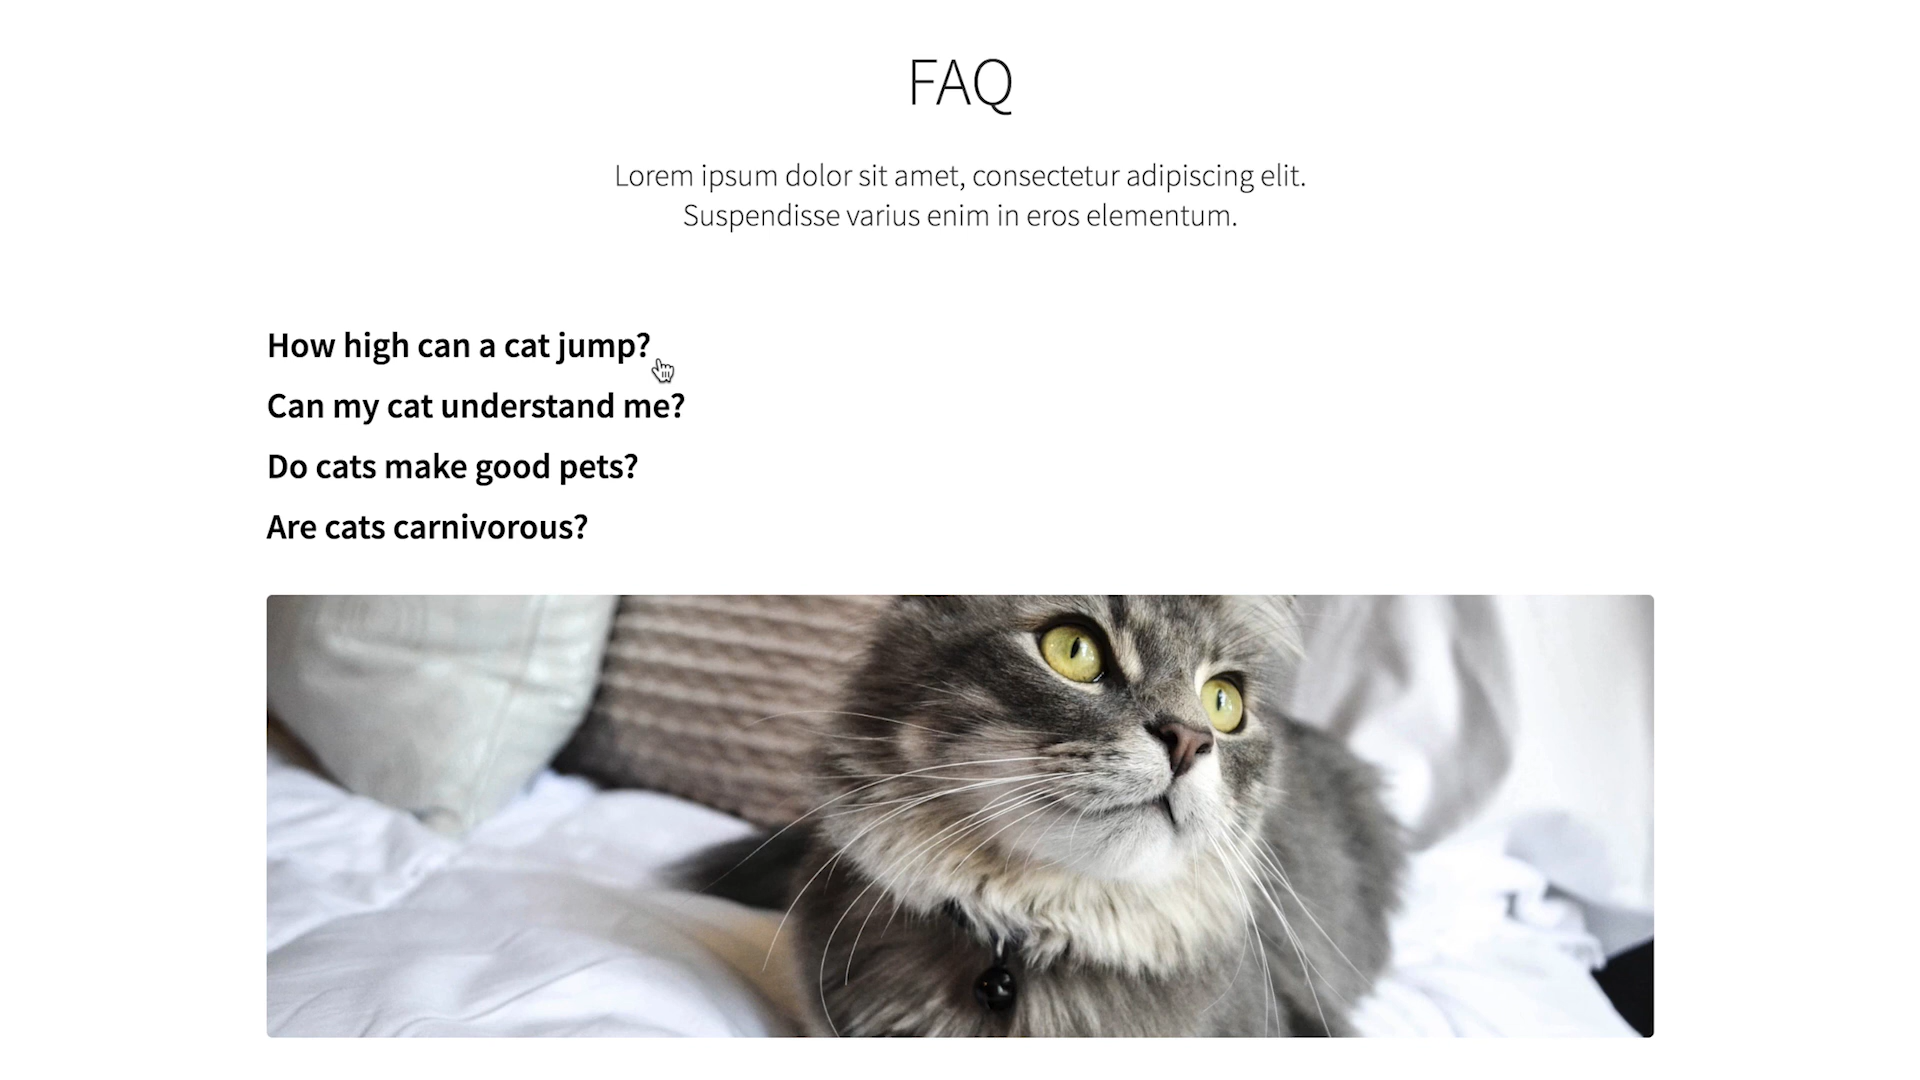 FAQ
Lorem ipsum dolor sit amet, consectetur adipiscing elit.
Suspendisse varius enim in eros elementum.
How high can a cat jump?
Can my cat understand me?
Do cats make good pets?
Are cats carnivorous?